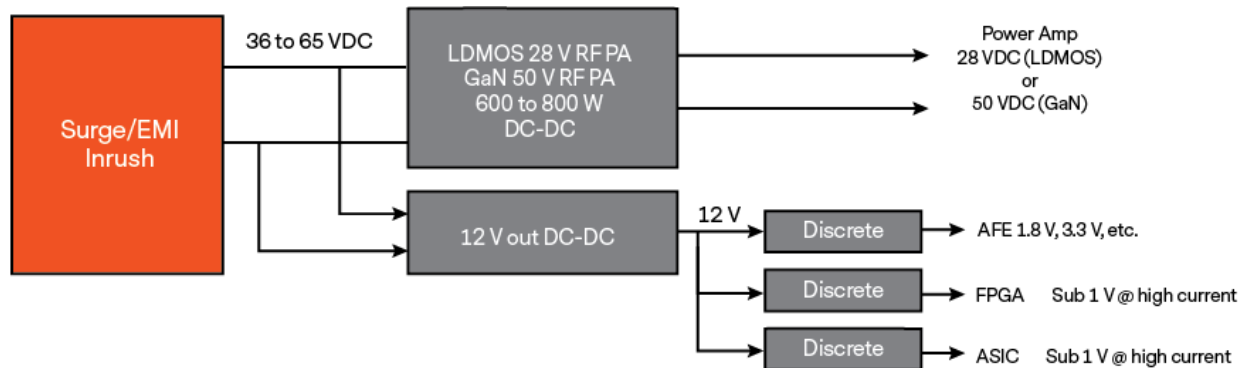 36 to 65 VDC
Surge/EMI
Inrush
LDMOS 28 V RF PA
GaN 50 V RF PA
600 to 800 W
DC-DC
Power Amp
28 VDC (LDMOS)
or
50 VDC (GaN)
12 V out DC-DC
12 V
Discrete
AFE 1.8 V, 3.3 V, etc.
Discrete
FPGA Sub 1 V @ high current
Discrete
ASIC Sub 1 V @ high current